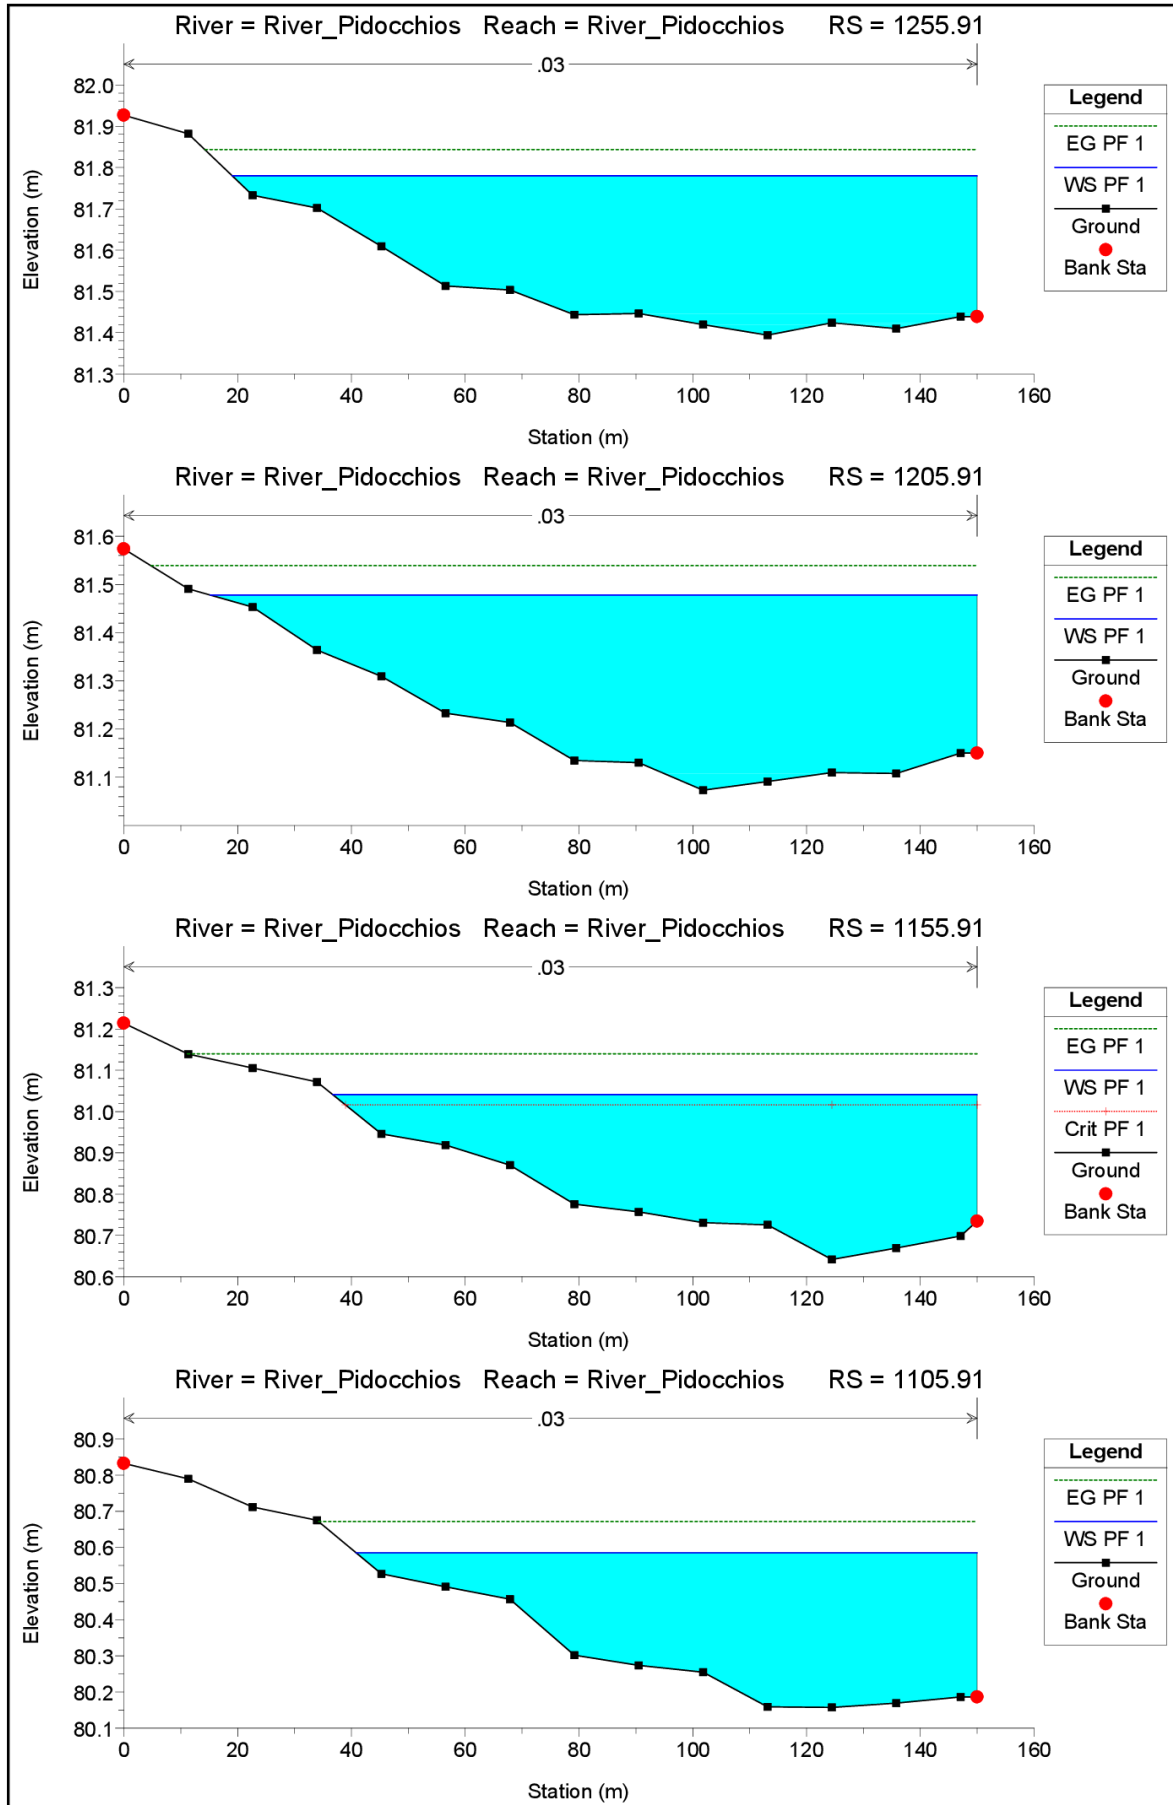 River = River_Pidocchios Reach = River_Pidocchios RS = 1255.91
.03
82.0
81.9
81.8
81.7
81.6
81.5
81.4
81.3
Elevation (m)
0 20 40 60 80 100 120 140 160
Station (m)
Legend
EG PF 1
WS PF 1
Ground
Bank Sta
River = River_Pidocchios Reach = River_Pidocchios RS = 1205.91
.03
81.6
81.5
81.4
81.3
81.2
81.1
Elevation (m)
0 20 40 60 80 100 120 140 160
Station (m)
Legend
EG PF 1
WS PF 1
Ground
Bank Sta
River = River_Pidocchios Reach = River_Pidocchios RS = 1155.91
.03
81.3
81.2
81.1
81.0
80.9
80.8
80.7
80.6
Elevation (m)
0 20 40 60 80 100 120 140 160
Station (m)
Legend
EG PF 1
WS PF 1
Crit PF 1
Ground
Bank Sta
River = River_Pidocchios Reach = River_Pidocchios RS = 1105.91
.03
80.9
80.8
80.7
80.6
80.5
80.4
80.3
80.2
80.1
Elevation (m)
0 20 40 60 80 100 120 140 160
Station (m)
Legend
EG PF 1
WS PF 1
Ground
Bank Sta